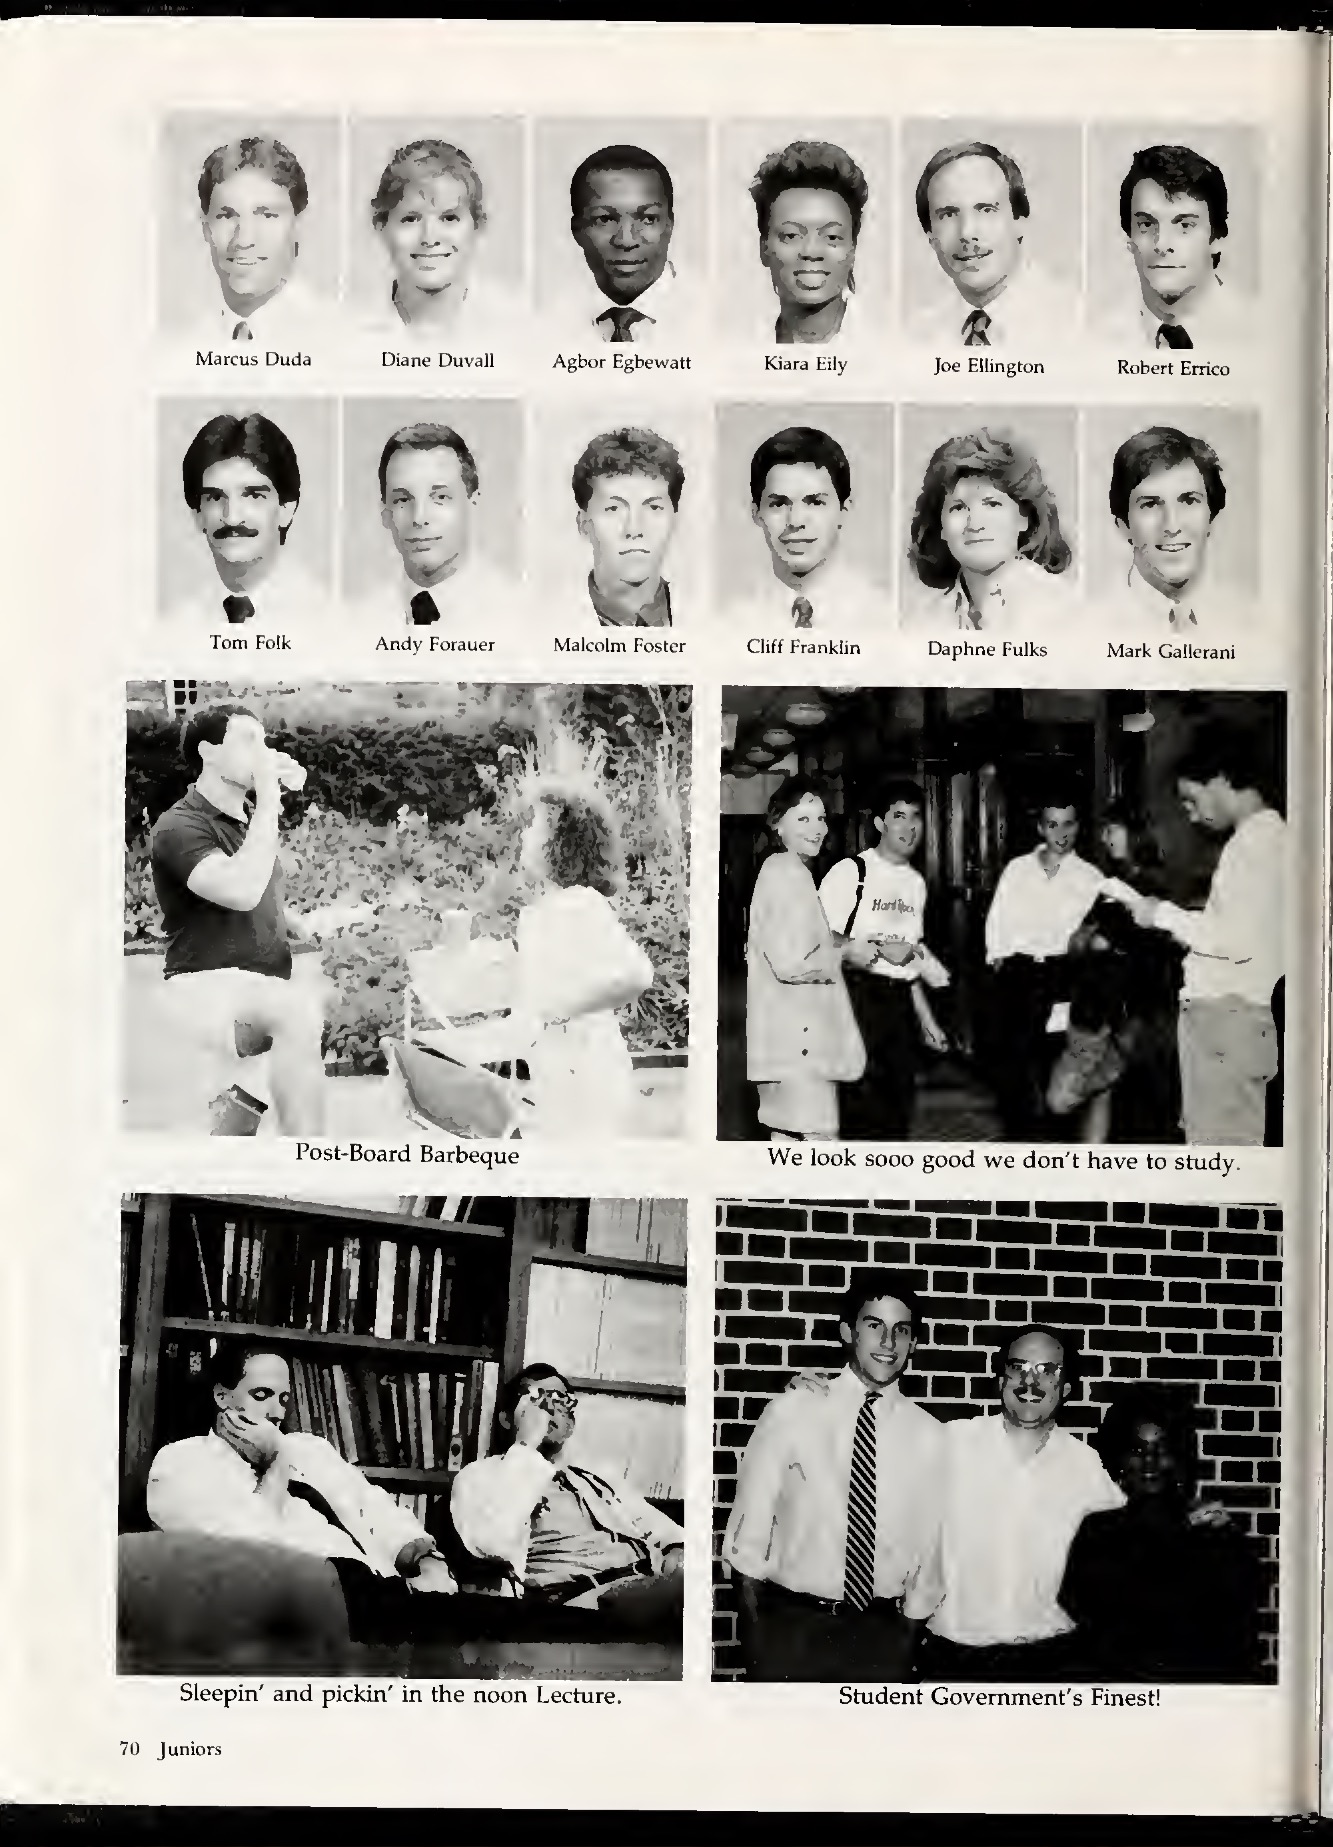 Marcus Duda
Diane Duvall
Agbor Egbewatt
Kiara Eily
Joe Ellington
Robert Errico
Tom Folk
Andy Forauer
Malcolm Foster
Cliff Franklin
Daphne Fulks
Mark Gallerani
Hard Rock
Post-Board Barbeque
We look sooo good we don't have to study.
Sleepin' and pickin' in the noon Lecture.
Student Government's Finest!
70 Juniors